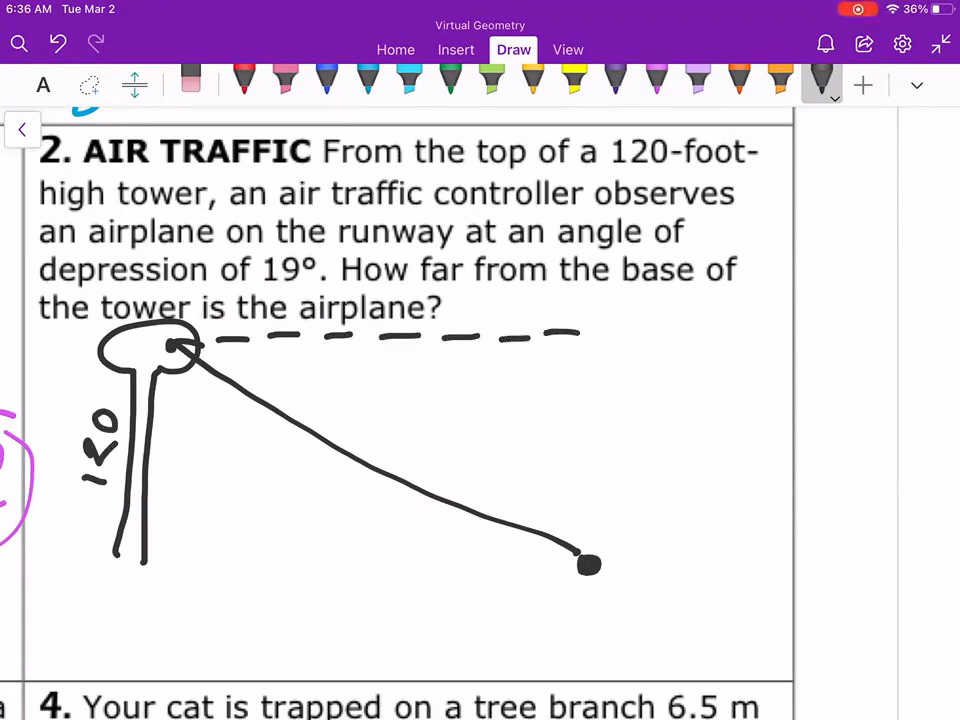 6:36 AM Tue Mar 2
36%
Virtual Geometry
Home Insert Draw View
A
2. AIR TRAFFIC From the top of a 120-foot-
high tower, an air traffic controller observes
an airplane on the runway at an angle of
depression of 19°. How far from the base of
the tower is the airplane?
120
4. Your cat is trapped on a tree branch 6.5 m